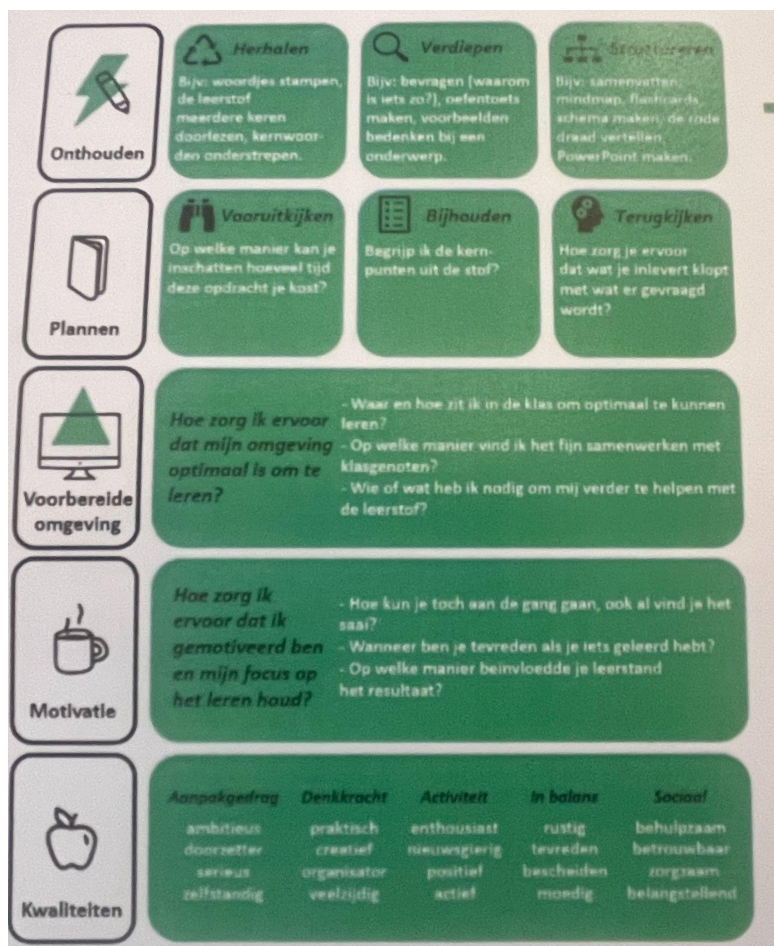 Onthouden
Herhalen
Bijv: woordjes stampen,
de leerstof
meerdere keren
doorlezen, kernwoor-
den onderstrepen.
Verdiepen
Bijv: bevragen [waarom
is iets zo?], oefentoets
maken, voorbeelden
bedenken bij een
onderwerp.
Structureren
Bijv: samenvatten,
mindmap, flashcards
schema maken, de rode
draad vertellen,
PowerPoint maken.
Plannen
Vooruitkijken
Op welke manier kan je
inschatten hoeveel tijd
deze opdracht je kost?
Bijhouden
Begrijp ik de kern-
punten uit de stof?
Terugkijken
Hoe zorg je ervoor
dat wat je inlevert klopt
met wat er gevraagd
wordt?
Voorbereide
omgeving
Hoe zorg ik ervoor
dat mijn omgeving
optimaal is om te
leren?
- Waar en hoe zit ik in de klas om optimaal te kunnen
leren?
- Op welke manier vind ik het fijn samenwerken met
klasgenoten?
- Wie of wat heb ik nodig om mij verder te helpen met
de leerstof?
Motivatie
Hoe zorg ik
ervoor dat ik
gemotiveerd ben
en mijn focus op
het leren houd?
- Hoe kun je toch aan de gang gaan, ook al vind je het
saai?
- Wanneer ben je tevreden als je iets geleerd hebt?
- Op welke manier beïnvloedde je leerstand
het resultaat?
Kwaliteiten
Aanpakgedrag
ambitieus
doorzetter
serieus
zelfstandig
Denkkracht
praktisch
creatief
organisator
veelzijdig
Activiteit
enthousiast
nieuwsgierig
positief
actief
In balans
rustig
tevreden
bescheiden
moedig
Sociaal
behulpzaam
betrouwbaar
zorgzaam
belangstellend